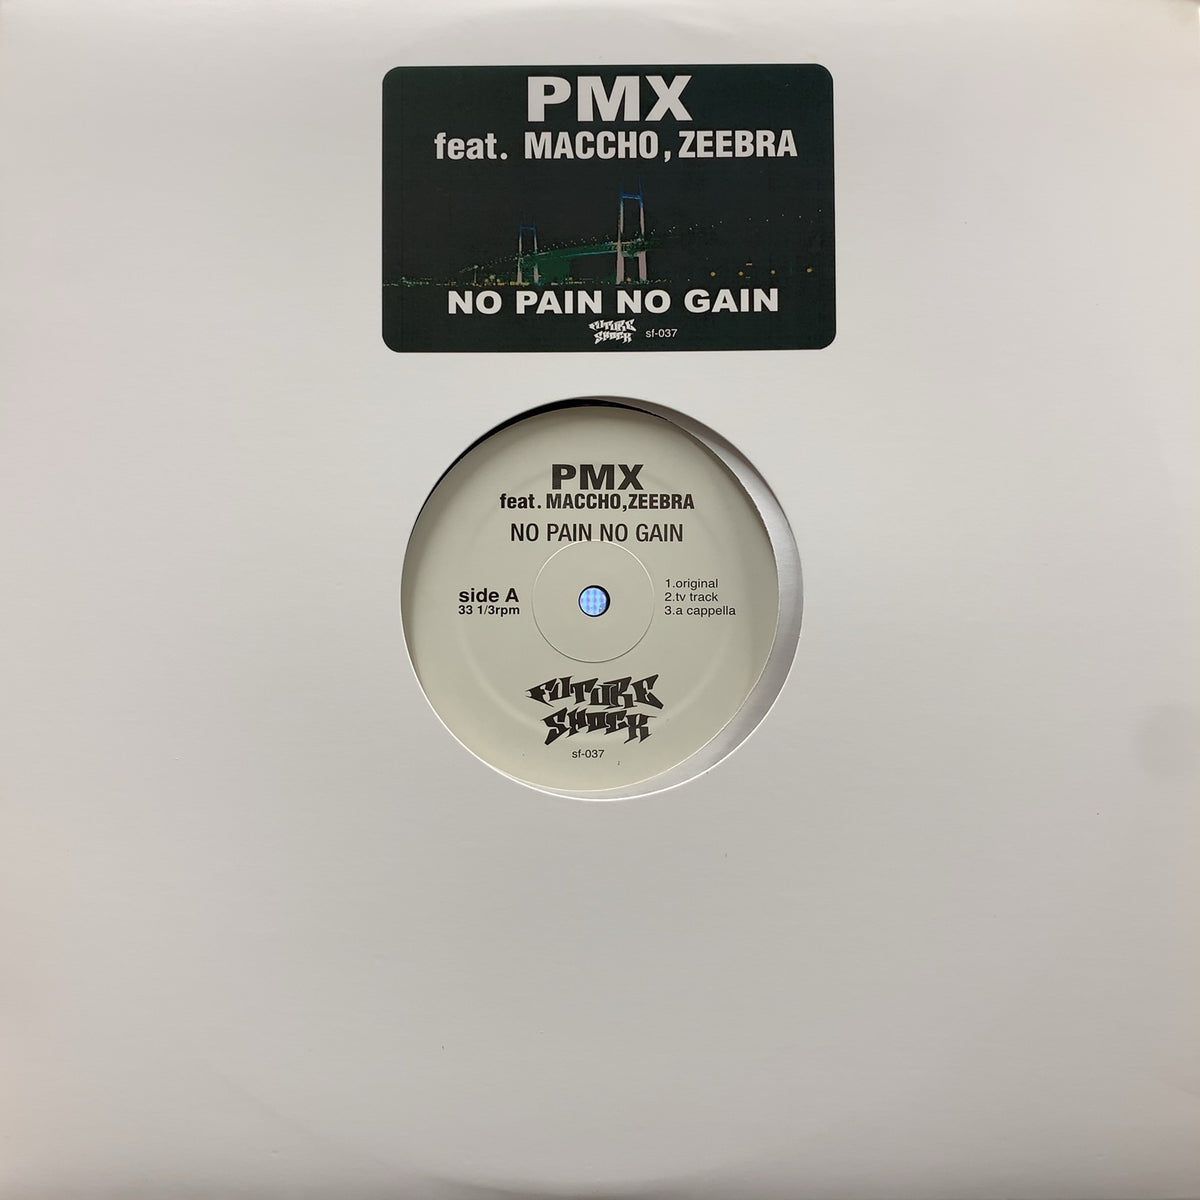 PMX
feat. MACCHO, ZEEBRA
NO PAIN NO GAIN
FUTURE
SHOCK
sf-037
PMX
feat. MACCHO,ZEEBRA
NO PAIN NO GAIN
side A
33 1/3rpm
1.original
2.tv track
3.a cappella
FUTURE
SHOCK
sf-037